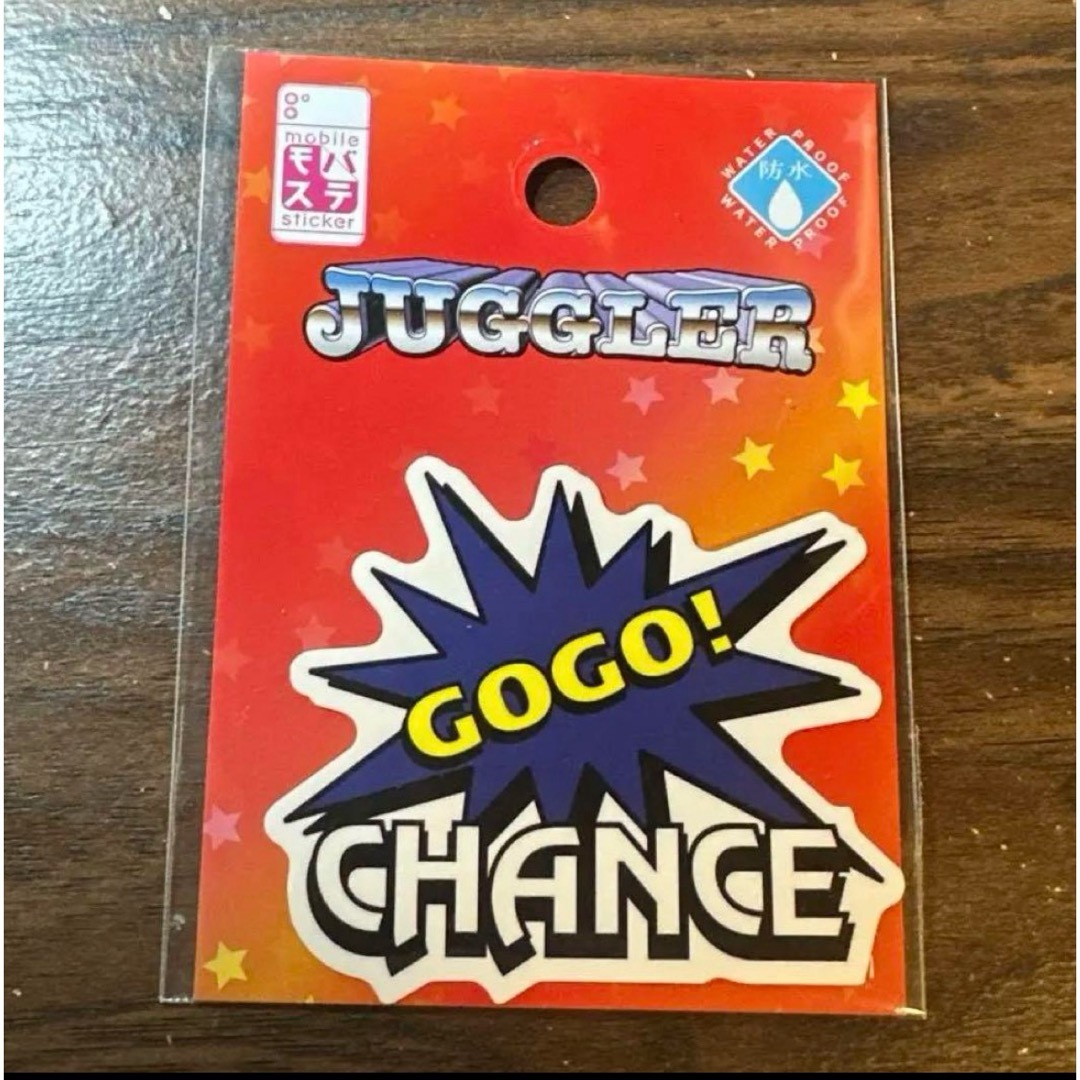 mobile
モバ
ステ
sticker
WATER PROOF
防水
WATER PROOF
JUGGLER
GOGO!
CHANCE